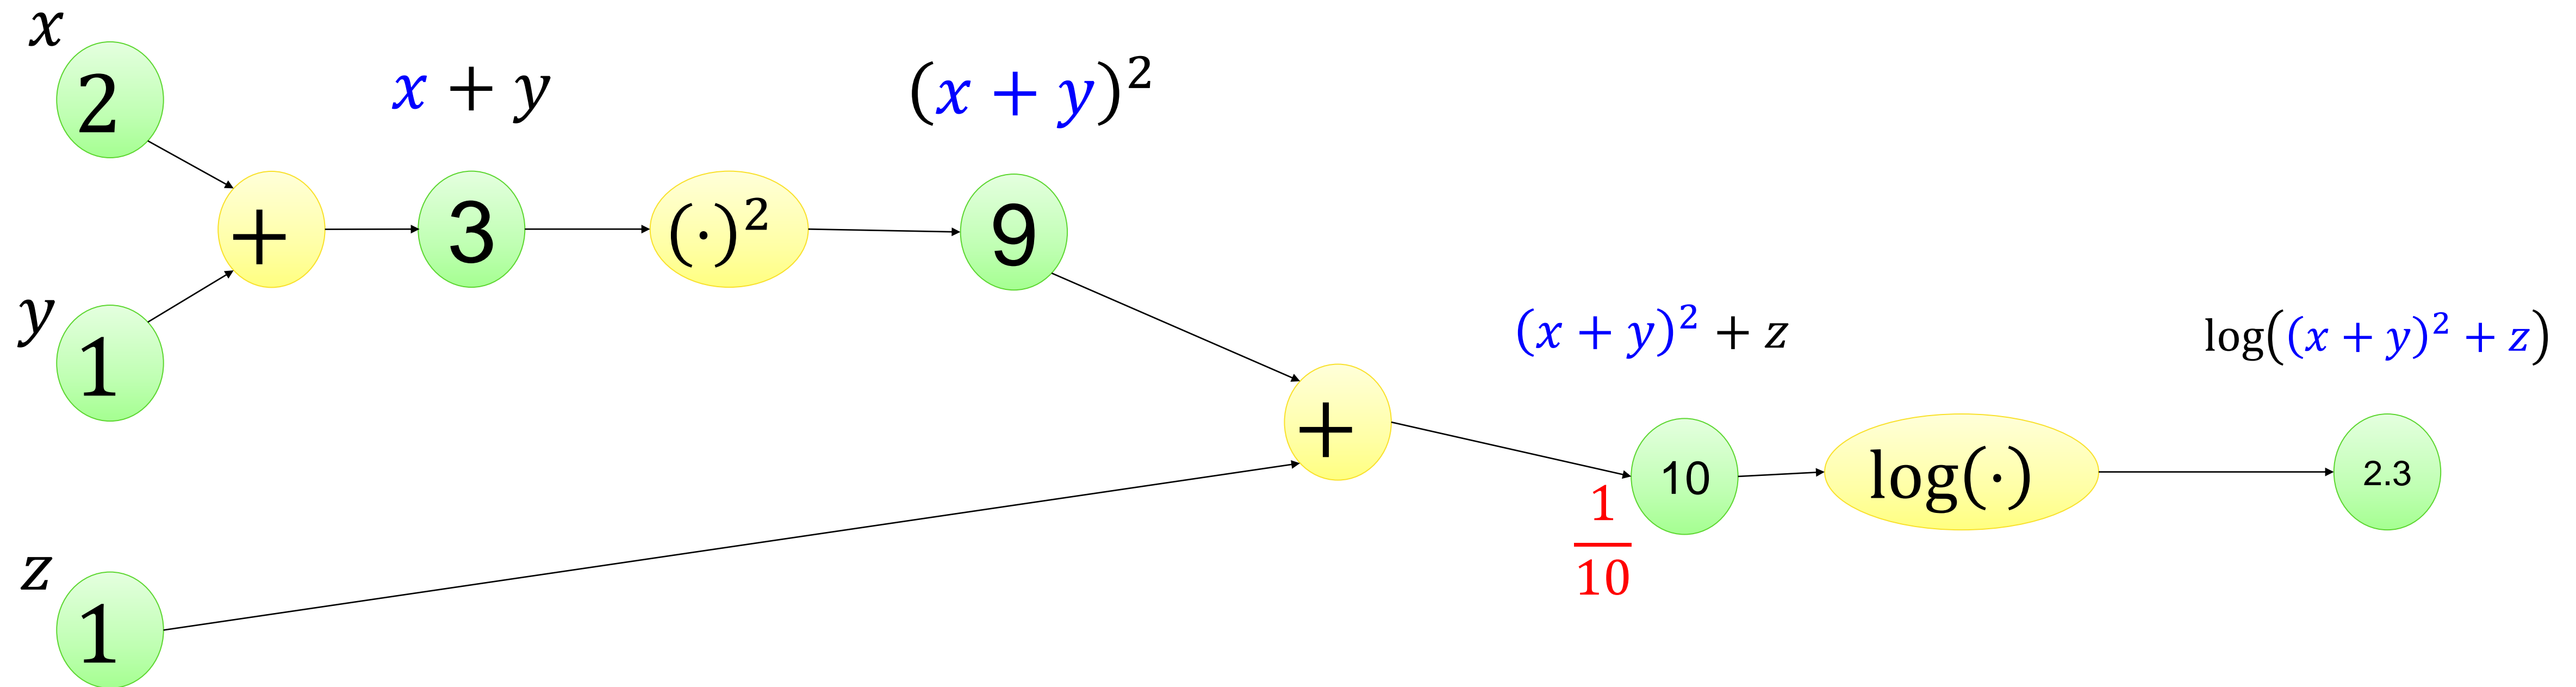 x
2
x + y
(x + y)²
+
3
(·)²
9
y
1
(x + y)² + z
log((x + y)² + z)
+
10
log(·)
2.3
1
10
z
1